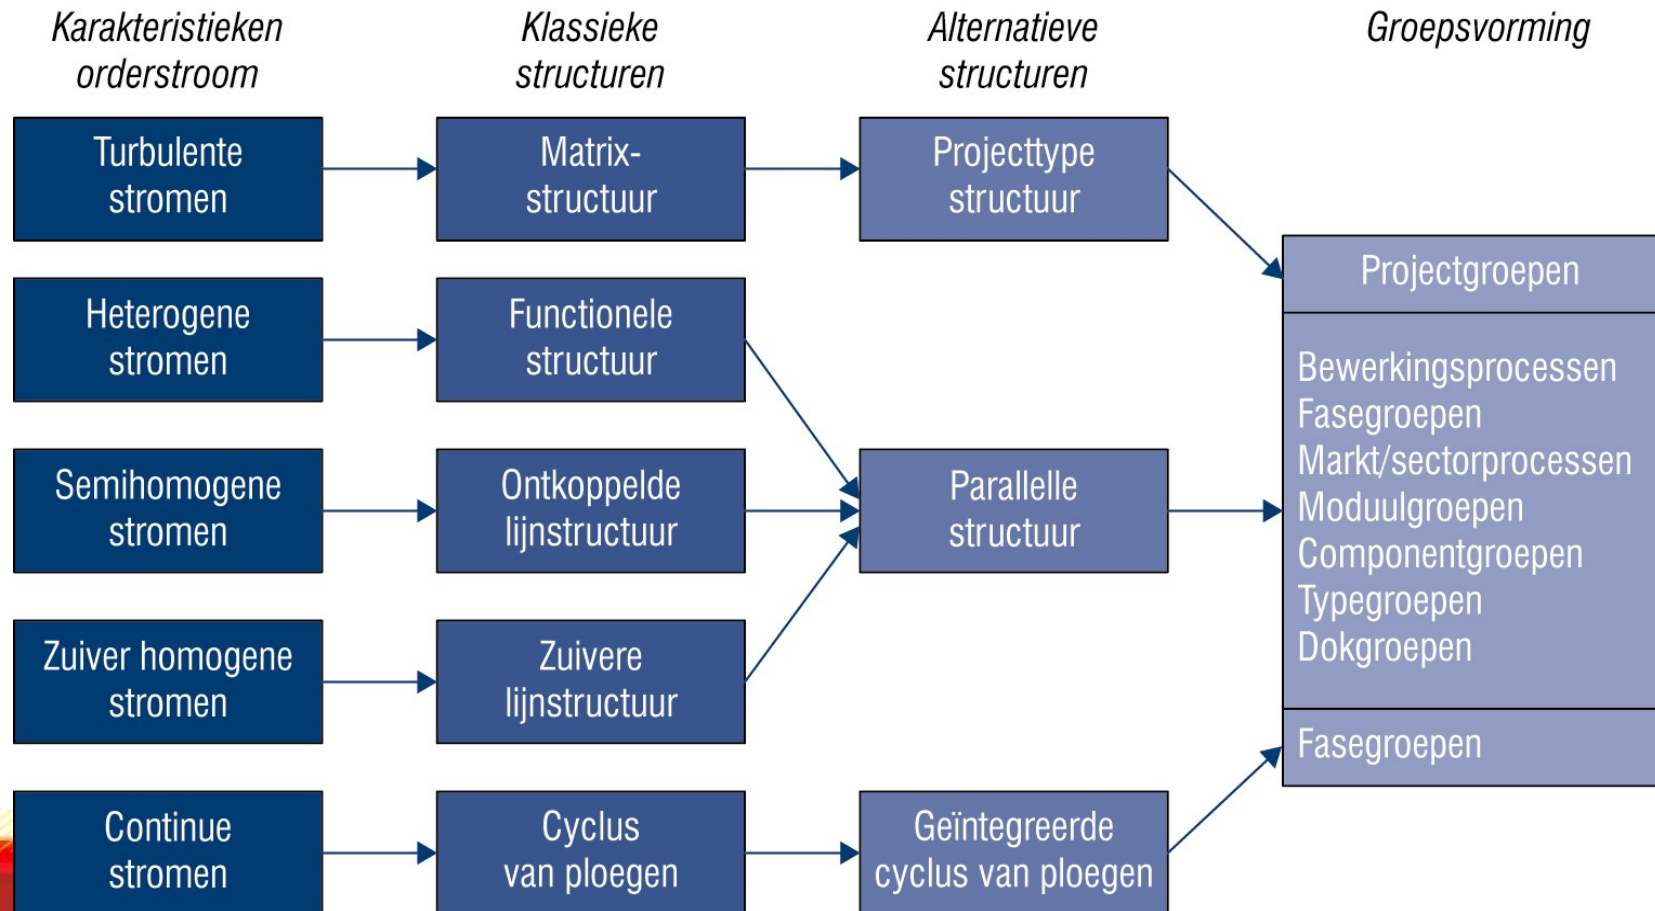 Karakteristieken
orderstroom
Klassieke
structuren
Alternatieve
structuren
Groepsvorming
Turbulente
stromen
Matrix-
structuur
Projecttype
structuur
Projectgroepen
Heterogene
stromen
Functionele
structuur
Bewerkingsprocessen
Fasegroepen
Markt/sectorprocessen
Moduulgroepen
Componentgroepen
Typegroepen
Dokgroepen
Semihomogene
stromen
Ontkoppelde
lijnstructuur
Parallelle
structuur
Zuiver homogene
stromen
Zuivere
lijnstructuur
Fasegroepen
Continue
stromen
Cyclus
van ploegen
Geïntegreerde
cyclus van ploegen